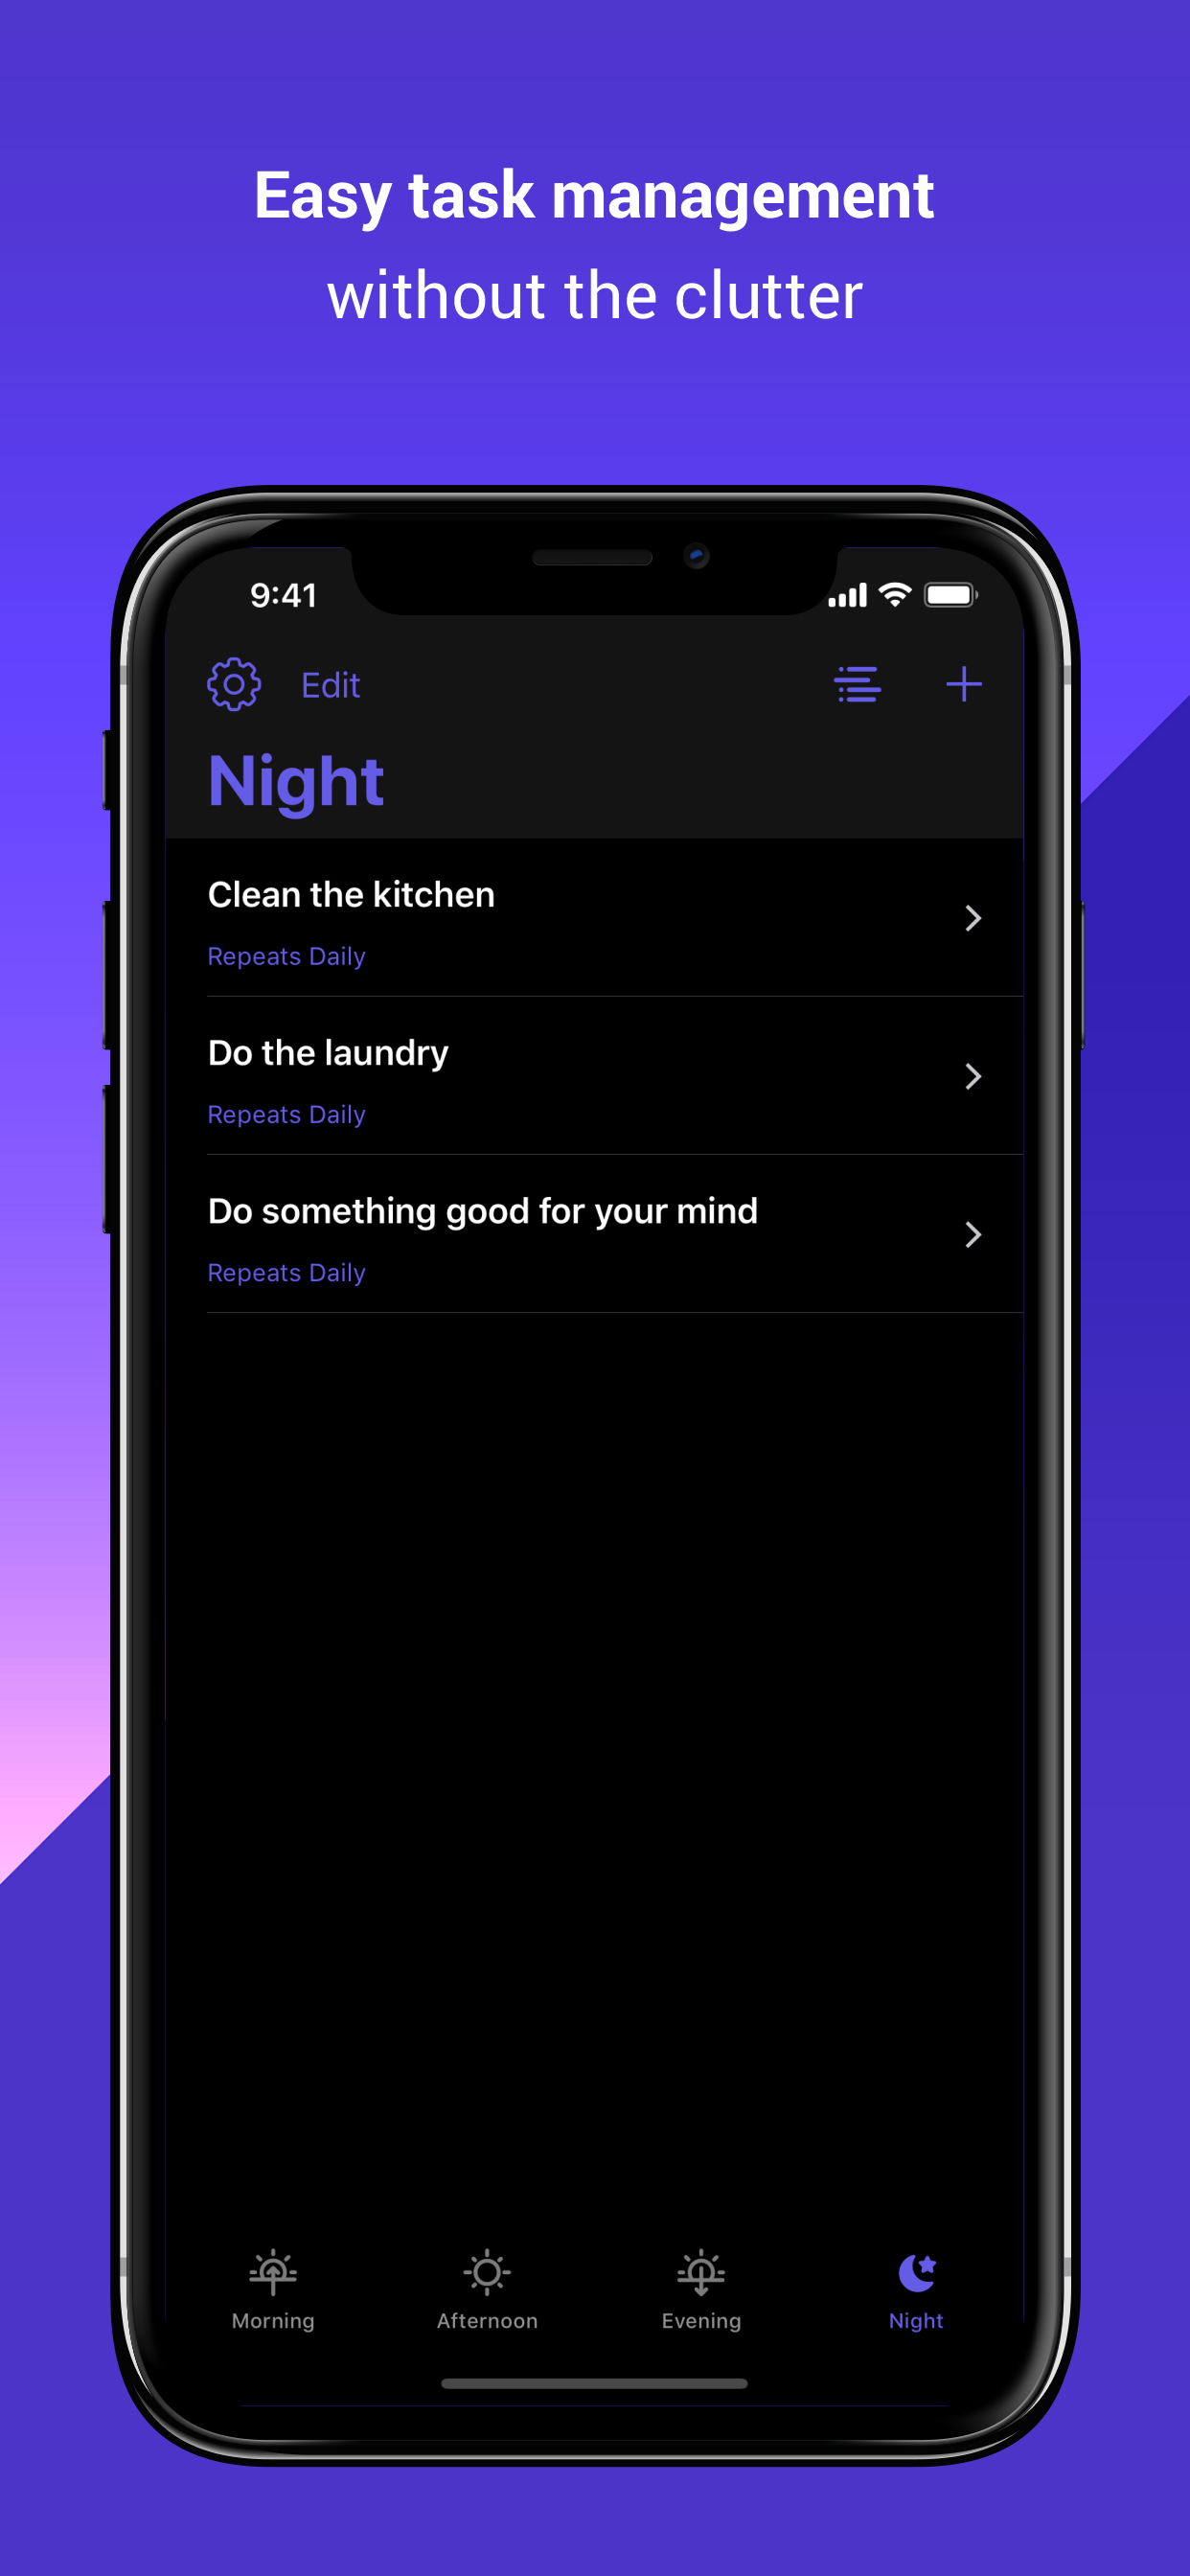 Easy task management
without the clutter
9:41
Edit
Night
Clean the kitchen
Repeats Daily
Do the laundry
Repeats Daily
Do something good for your mind
Repeats Daily
Morning
Afternoon
Evening
Night